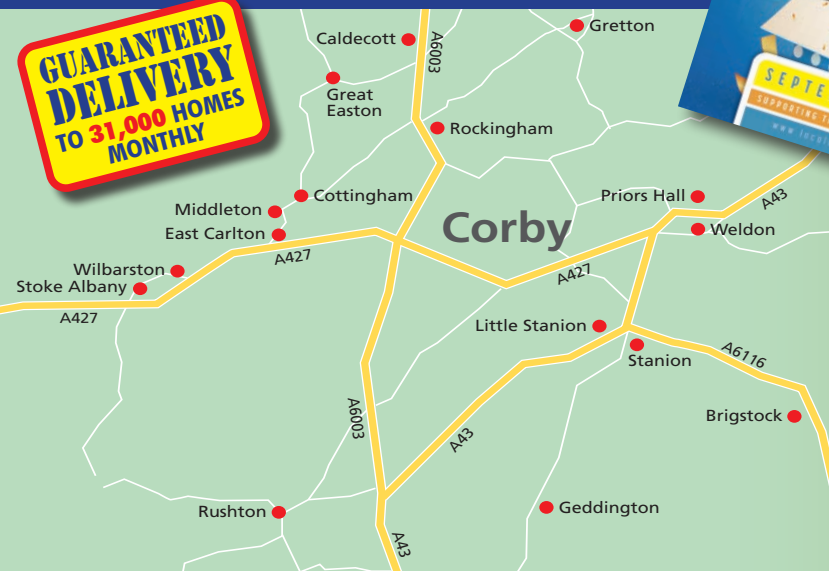 GUARANTEED
DELIVERY
TO 31,000 HOMES
MONTHLY
Caldecott
A6003
Gretton
Great
Easton
Rockingham
SUPPORTING
Cottingham
Middleton
East Carlton
Corby
Priors Hall
A43
Weldon
A427
A427
Wilbarston
Stoke Albany
A427
Little Stanion
Stanion
A6116
A6003
A43
Brigstock
Rushton
Geddington
A43